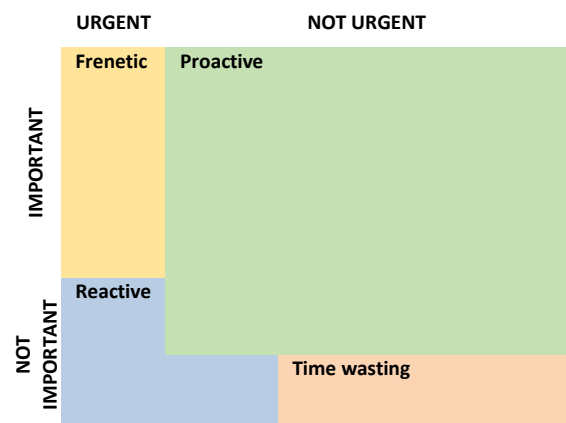 URGENT
NOT URGENT
Frenetic
Proactive
IMPORTANT
Reactive
NOT
IMPORTANT
Time wasting